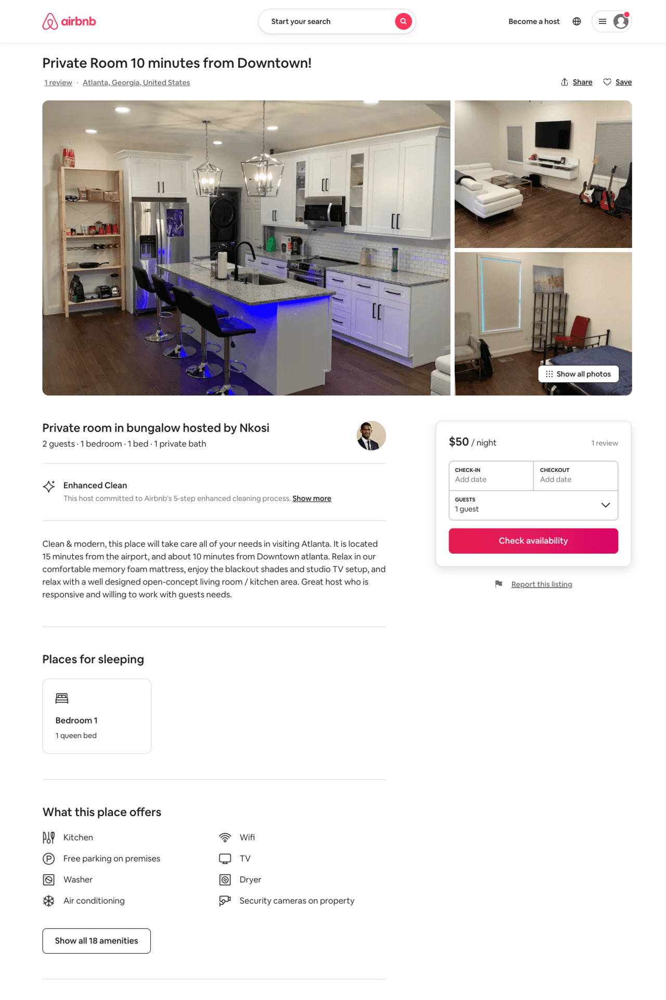 airbnb
Start your search
Become a host
Private Room 10 minutes from Downtown!
1 review · Atlanta, Georgia, United States
Share
Save
Show all photos
Private room in bungalow hosted by Nkosi
2 guests · 1 bedroom · 1 bed · 1 private bath
Enhanced Clean
This host committed to Airbnb's 5-step enhanced cleaning process. Show more
Clean & modern, this place will take care all of your needs in visiting Atlanta. It is located
15 minutes from the airport, and about 10 minutes from Downtown atlanta. Relax in our
comfortable memory foam mattress, enjoy the blackout shades and studio TV setup, and
relax with a well designed open-concept living room / kitchen area. Great host who is
responsive and willing to work with guests needs.
$50 / night
1 review
CHECK-IN
Add date
CHECKOUT
Add date
GUESTS
1 guest
Check availability
Report this listing
Places for sleeping
Bedroom 1
1 queen bed
What this place offers
Kitchen
Wifi
Free parking on premises
TV
Washer
Dryer
Air conditioning
Security cameras on property
Show all 18 amenities